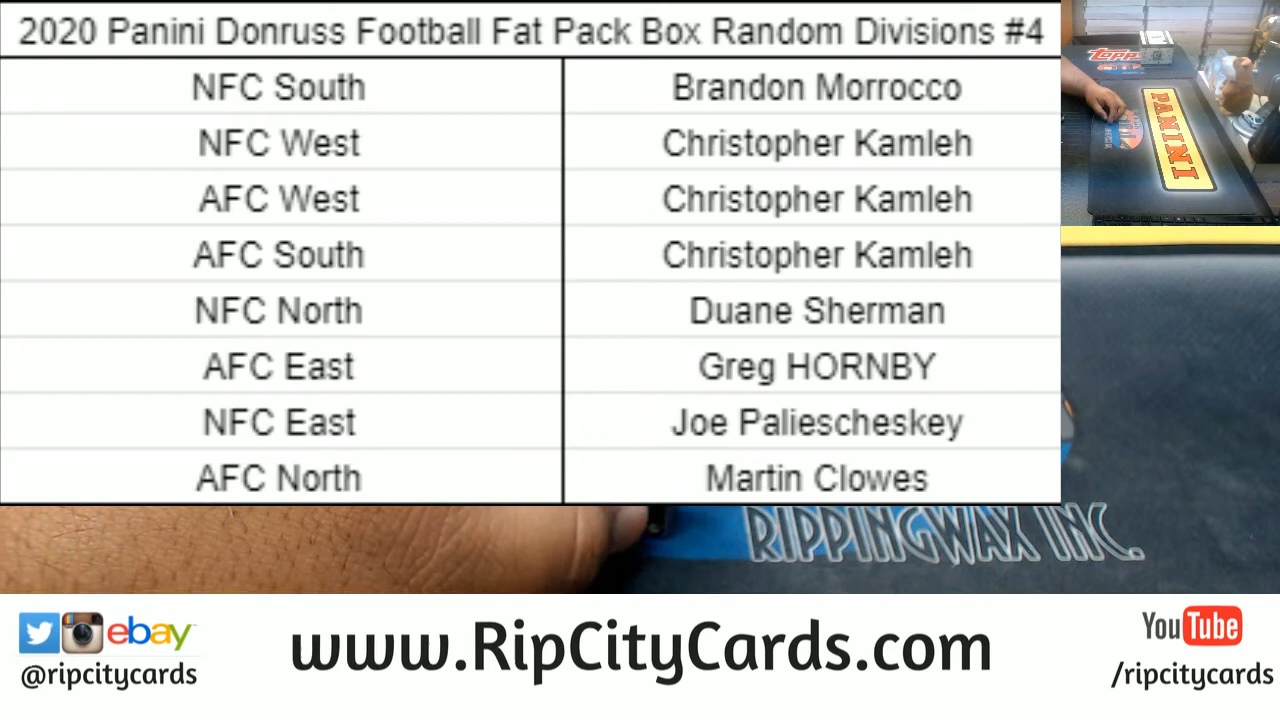 2020 Panini Donruss Football Fat Pack Box Random Divisions #4
NFC South Brandon Morrocco
NFC West Christopher Kamleh
AFC West Christopher Kamleh
AFC South Christopher Kamleh
NFC North Duane Sherman
AFC East Greg HORNBY
NFC East Joe Paliescheskey
AFC North Martin Clowes
Topps
PANINI
RIPPINGWAX INC.
ebay
@ripcitycards
www.RipCityCards.com
YouTube
/ripcitycards